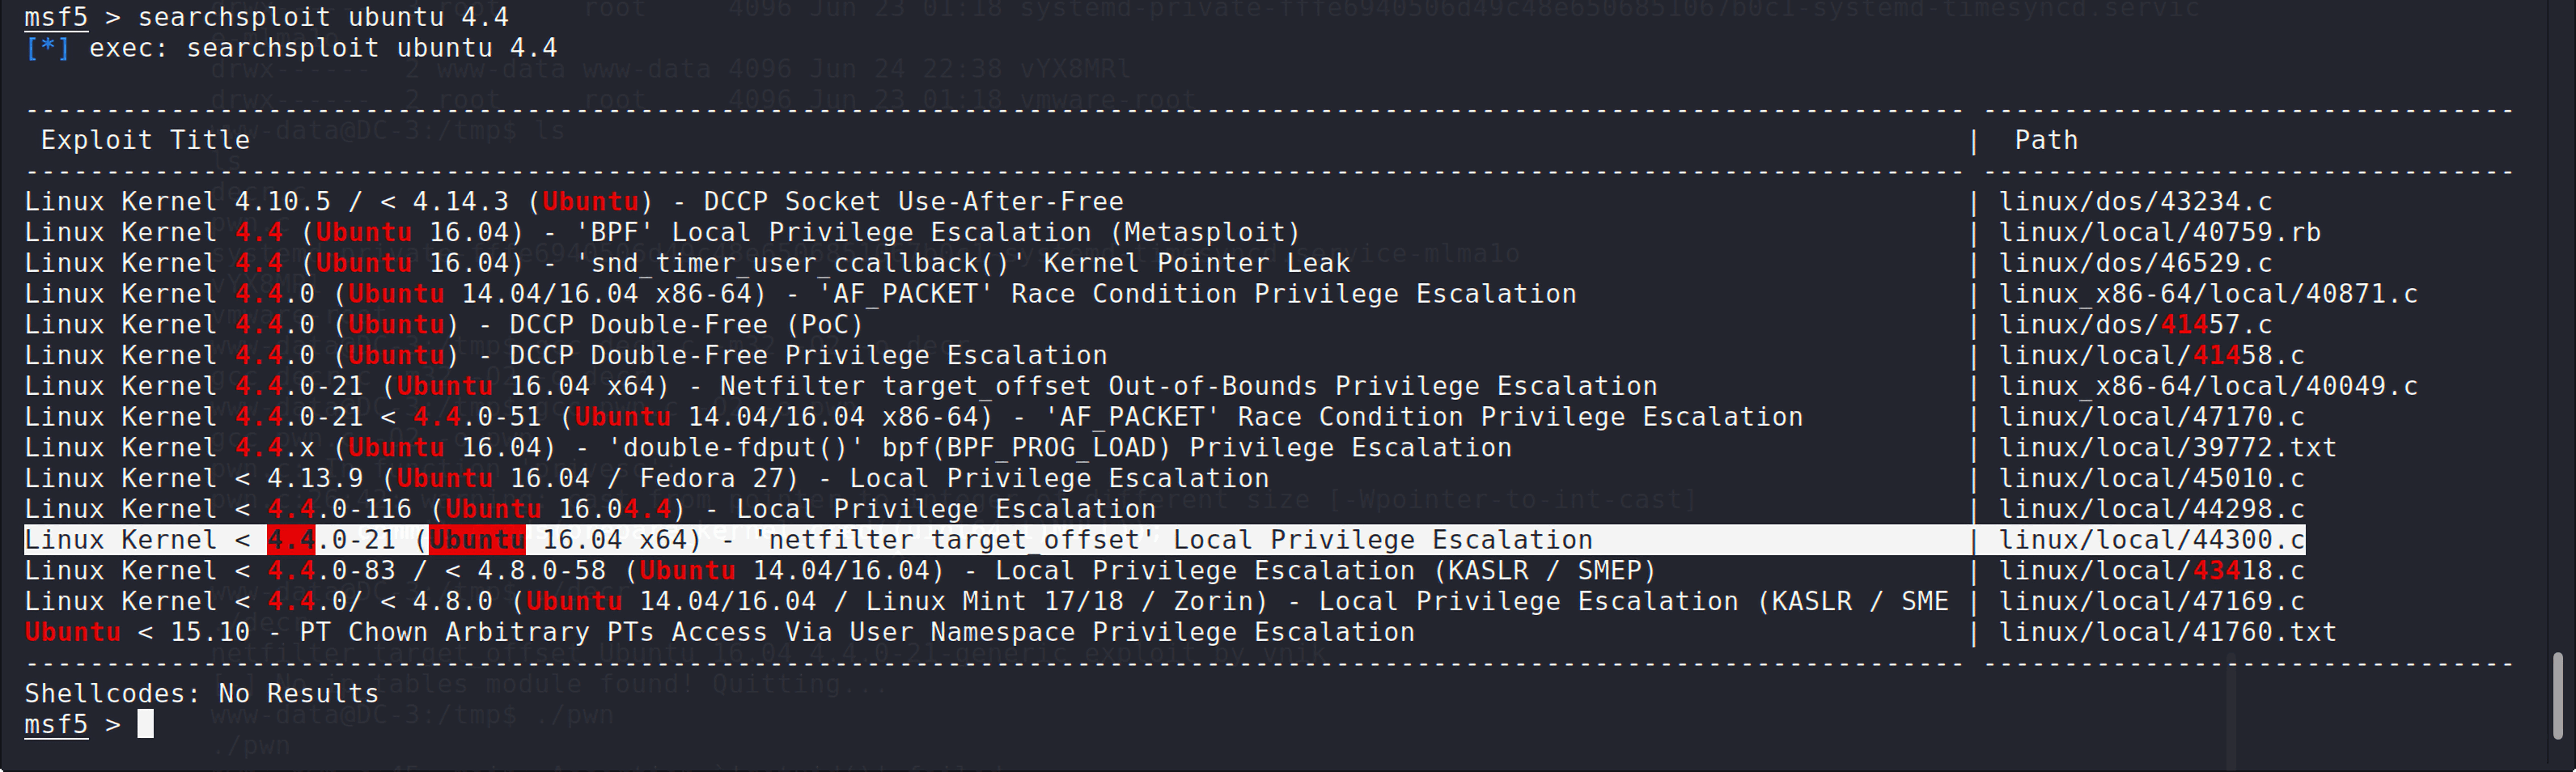 msf5 > searchsploit ubuntu 4.4
[*] exec: searchsploit ubuntu 4.4
Exploit Title | Path
Linux Kernel 4.10.5 / < 4.14.3 (Ubuntu) - DCCP Socket Use-After-Free | linux/dos/43234.c
Linux Kernel 4.4 (Ubuntu 16.04) - 'BPF' Local Privilege Escalation (Metasploit) | linux/local/40759.rb
Linux Kernel 4.4 (Ubuntu 16.04) - 'snd_timer_user_ccallback()' Kernel Pointer Leak | linux/dos/46529.c
Linux Kernel 4.4.0 (Ubuntu 14.04/16.04 x86-64) - 'AF_PACKET' Race Condition Privilege Escalation | linux_x86-64/local/40871.c
Linux Kernel 4.4.0 (Ubuntu) - DCCP Double-Free (PoC) | linux/dos/41457.c
Linux Kernel 4.4.0 (Ubuntu) - DCCP Double-Free Privilege Escalation | linux/local/41458.c
Linux Kernel 4.4.0-21 (Ubuntu 16.04 x64) - Netfilter target_offset Out-of-Bounds Privilege Escalation | linux_x86-64/local/40049.c
Linux Kernel 4.4.0-21 < 4.4.0-51 (Ubuntu 14.04/16.04 x86-64) - 'AF_PACKET' Race Condition Privilege Escalation | linux/local/47170.c
Linux Kernel 4.4.x (Ubuntu 16.04) - 'double-fdput()' bpf(BPF_PROG_LOAD) Privilege Escalation | linux/local/39772.txt
Linux Kernel < 4.13.9 (Ubuntu 16.04 / Fedora 27) - Local Privilege Escalation | linux/local/45010.c
Linux Kernel < 4.4.0-116 (Ubuntu 16.04.4) - Local Privilege Escalation | linux/local/44298.c
Linux Kernel < 4.4.0-21 (Ubuntu 16.04 x64) - 'netfilter target_offset' Local Privilege Escalation | linux/local/44300.c
Linux Kernel < 4.4.0-83 / < 4.8.0-58 (Ubuntu 14.04/16.04) - Local Privilege Escalation (KASLR / SMEP) | linux/local/43418.c
Linux Kernel < 4.4.0/ < 4.8.0 (Ubuntu 14.04/16.04 / Linux Mint 17/18 / Zorin) - Local Privilege Escalation (KASLR / SME | linux/local/47169.c
Ubuntu < 15.10 - PT Chown Arbitrary PTs Access Via User Namespace Privilege Escalation | linux/local/41760.txt
Shellcodes: No Results
msf5 >